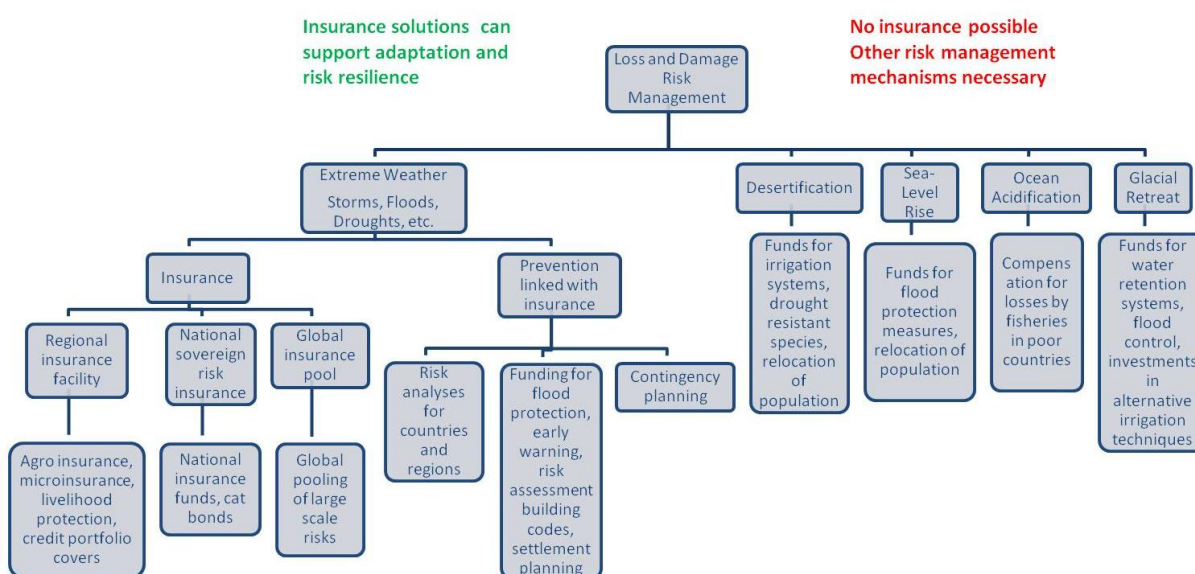 Insurance solutions can
support adaptation and
risk resilience
No insurance possible
Other risk management
mechanisms necessary
Loss and Damage
Risk
Management
Extreme Weather
Storms, Floods,
Droughts, etc.
Desertification
Sea-
Level
Rise
Ocean
Acidification
Glacial
Retreat
Insurance
Prevention
linked with
insurance
Funds for
irrigation
systems,
drought
resistant
species,
relocation
of
population
Funds for
flood
protection
measures,
relocation of
population
Compens
ation for
losses by
fisheries
in poor
countries
Funds for
water
retention
systems,
flood
control,
investments
in
alternative
irrigation
techniques
Regional
insurance
facility
National
sovereign
risk
insurance
Global
insurance
pool
Risk
analyses
for
countries
and
regions
Funding for
flood
protection,
early
warning,
risk
assessment
building
codes,
settlement
planning
Contingency
planning
Agro insurance,
microinsurance,
livelihood
protection,
credit portfolio
covers
National
insurance
funds, cat
bonds
Global
pooling
of large
scale
risks